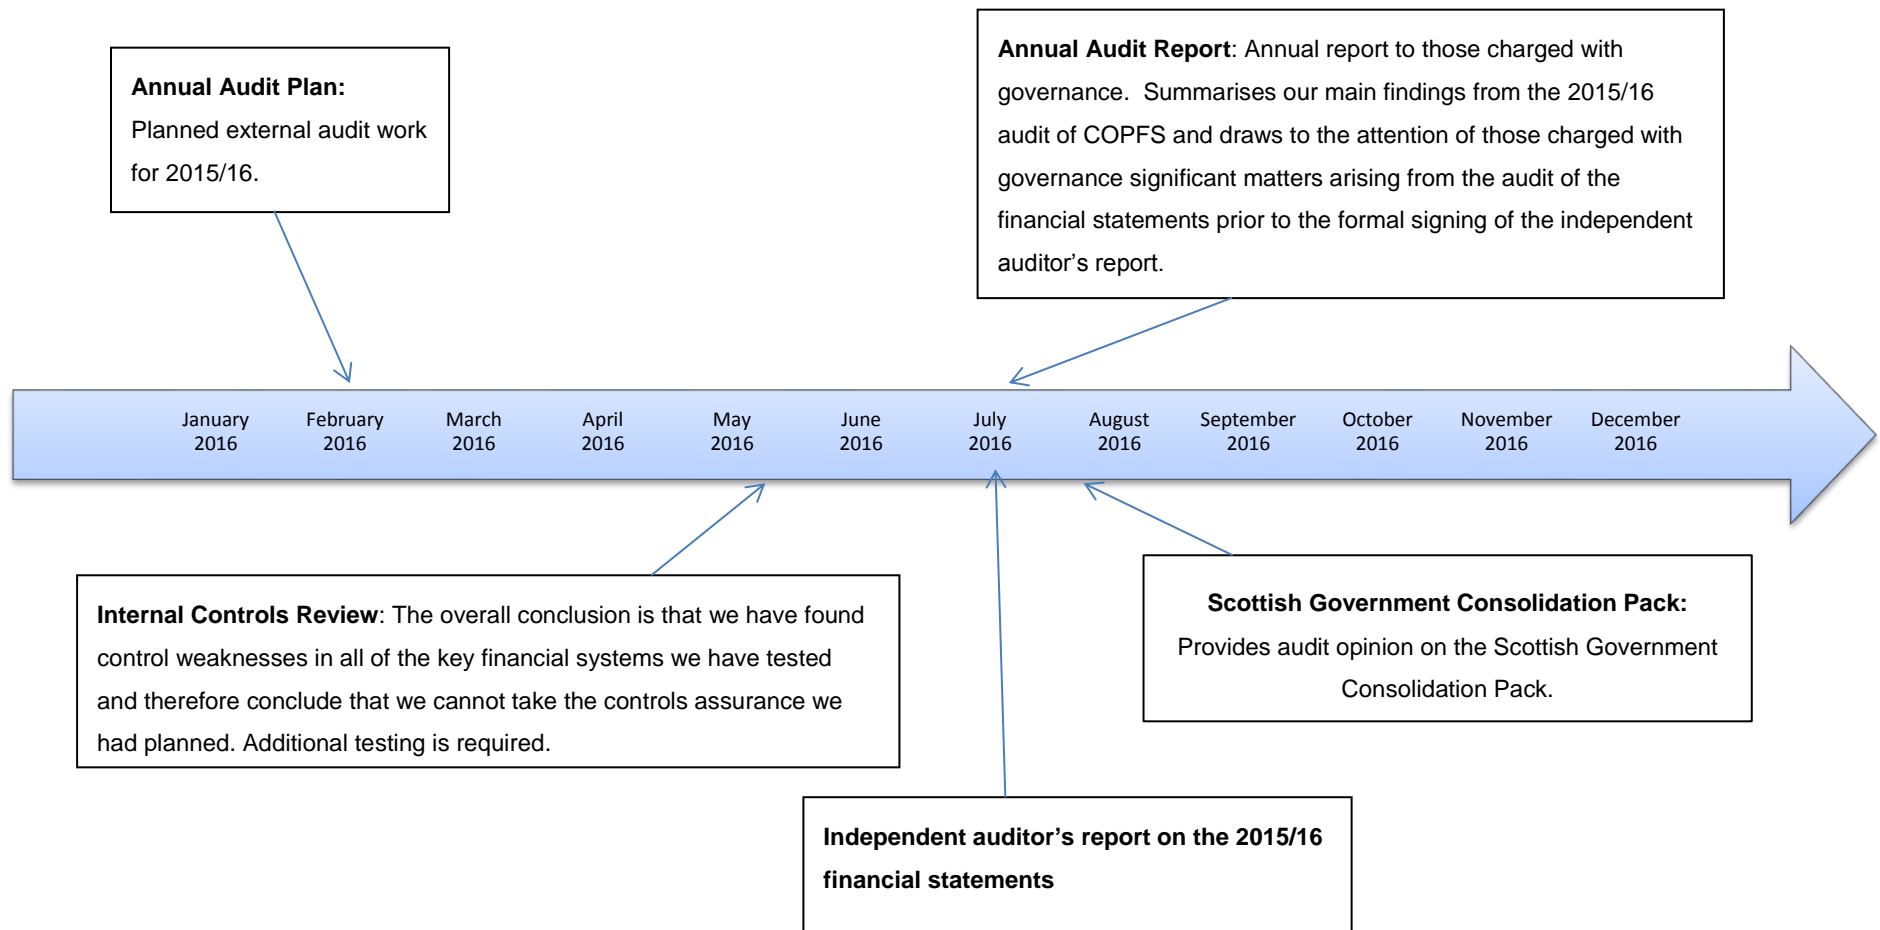 Annual Audit Plan:
Planned external audit work
for 2015/16.
Annual Audit Report: Annual report to those charged with
governance.  Summarises our main findings from the 2015/16
audit of COPFS and draws to the attention of those charged with
governance significant matters arising from the audit of the
financial statements prior to the formal signing of the independent
auditor’s report.
January
2016
February
2016
March
2016
April
2016
May
2016
June
2016
July
2016
August
2016
September
2016
October
2016
November
2016
December
2016
Internal Controls Review: The overall conclusion is that we have found
control weaknesses in all of the key financial systems we have tested
and therefore conclude that we cannot take the controls assurance we
had planned. Additional testing is required.
Scottish Government Consolidation Pack:
Provides audit opinion on the Scottish Government
Consolidation Pack.
Independent auditor’s report on the 2015/16
financial statements